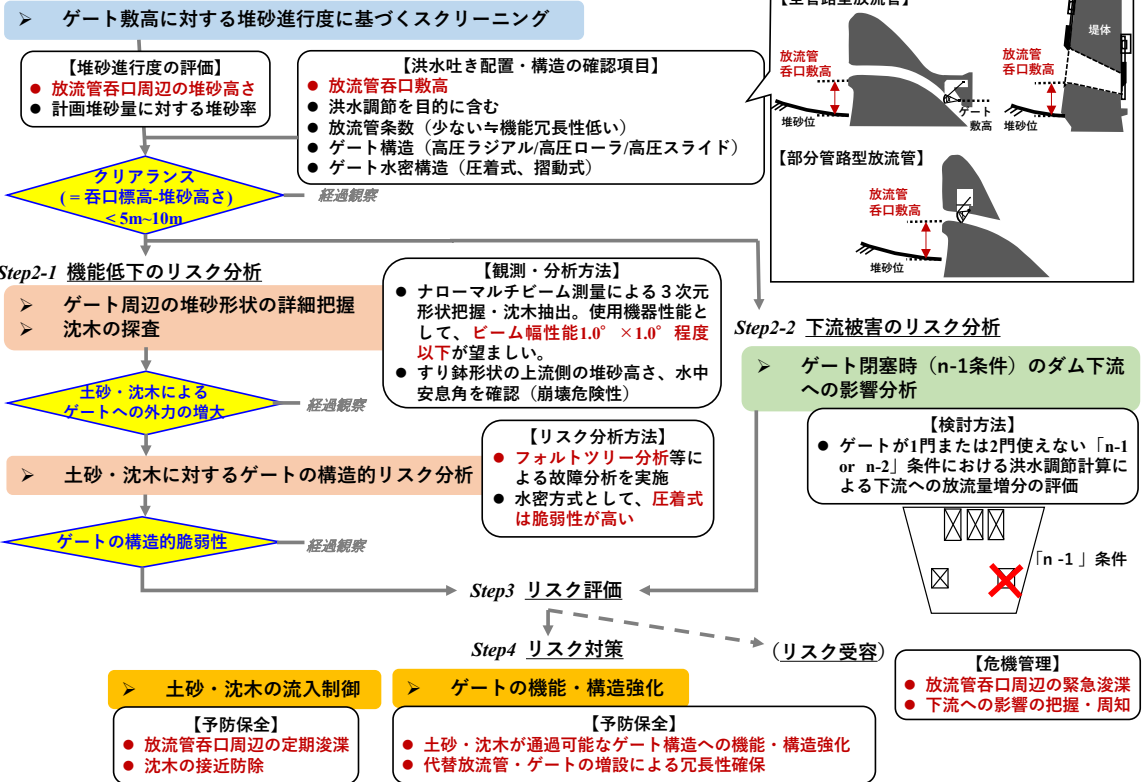 ➢ ゲート敷高に対する堆砂進行度に基づくスクリーニング
【堆砂進行度の評価】
● 放流管呑口周辺の堆砂高さ
● 計画堆砂量に対する堆砂率
【洪水吐き配置・構造の確認項目】
● 放流管呑口敷高
● 洪水調節を目的に含む
● 放流管条数（少ない≒機能冗長性低い）
● ゲート構造（高圧ラジアル/高圧ローラ/高圧スライド）
● ゲート水密構造（圧着式、摺動式）
クリアランス
( = 呑口標高-堆砂高さ)
< 5m~10m
経過観察
堤体
放流管
呑口敷高
堆砂位
ゲート
敷高
放流管
呑口敷高
堆砂位
【部分管路型放流管】
放流管
呑口敷高
堆砂位
Step2-1 機能低下のリスク分析
➢ ゲート周辺の堆砂形状の詳細把握
➢ 沈木の探査
【観測・分析方法】
● ナローマルチビーム測量による３次元
形状把握・沈木抽出。使用機器性能と
して、ビーム幅性能1.0° ×1.0° 程度
以下が望ましい。
● すり鉢形状の上流側の堆砂高さ、水中
安息角を確認（崩壊危険性）
土砂・沈木による
ゲートへの外力の増大
経過観察
➢ 土砂・沈木に対するゲートの構造的リスク分析
【リスク分析方法】
● フォルトツリー分析等に
よる故障分析を実施
● 水密方式として、圧着式
は脆弱性が高い
ゲートの構造的脆弱性
経過観察
Step2-2 下流被害のリスク分析
➢ ゲート閉塞時（n-1条件）のダム下流
への影響分析
【検討方法】
● ゲートが1門または2門使えない「n-1
or n-2」条件における洪水調節計算に
よる下流への放流量増分の評価
「n -1 」条件
Step3 リスク評価
Step4 リスク対策
（リスク受容）
➢ 土砂・沈木の流入制御
【予防保全】
● 放流管呑口周辺の定期浚渫
● 沈木の接近防除
➢ ゲートの機能・構造強化
【予防保全】
● 土砂・沈木が通過可能なゲート構造への機能・構造強化
● 代替放流管・ゲートの増設による冗長性確保
【危機管理】
● 放流管呑口周辺の緊急浚渫
● 下流への影響の把握・周知